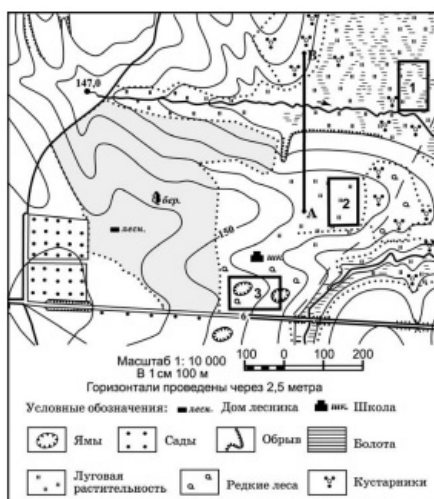 147,0
В
1
бер.
лесн.
А
2
150
шк.
3
6
Масштаб 1: 10 000
В 1 см 100 м
100 0 100 200
Горизонтали проведены через 2,5 метра
Условные обозначения: лесн. Дом лесника шк. Школа
Ямы Сады Обрыв Болота
Луговая растительность Редкие леса Кустарники